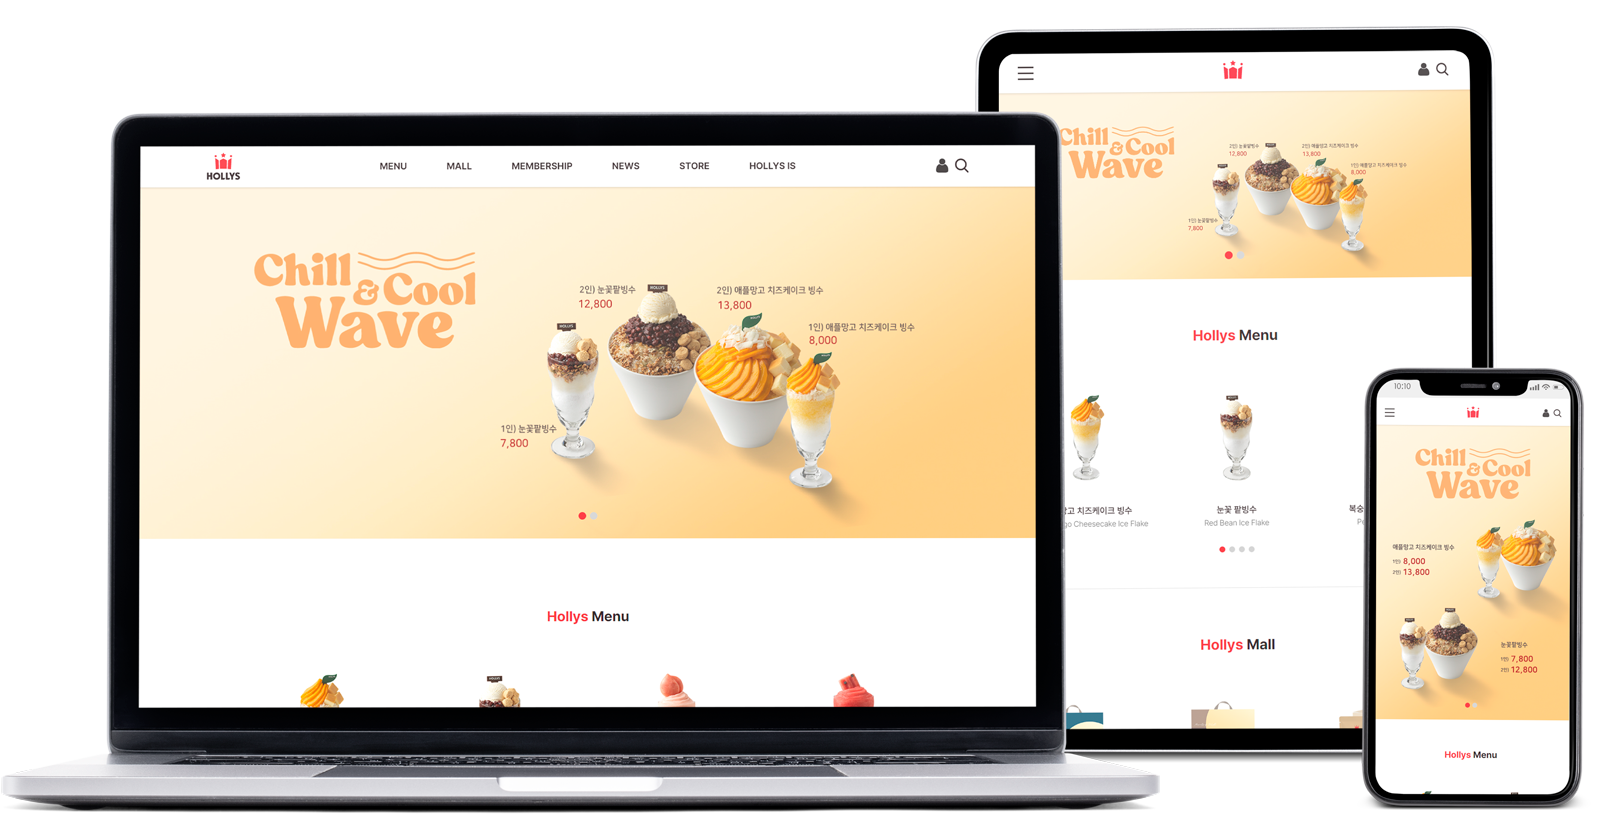 HOLLYS
MENU MALL MEMBERSHIP NEWS STORE HOLLYS IS
Chill
& Cool
Wave
2인) 눈꽃팥빙수
12,800
HOLLYS
2인) 애플망고 치즈케이크 빙수
13,800
1인) 애플망고 치즈케이크 빙수
8,000
HOLLYS
1인) 눈꽃팥빙수
7,800
Hollys Menu
HOLLYS
Chill
& Cool
Wave
2인) 눈꽃팥빙수
12,800
2인) 애플망고 치즈케이크 빙수
13,800
1인) 애플망고 치즈케이크 빙수
8,000
1인) 눈꽃팥빙수
7,800
Hollys Menu
치즈케이크 빙수
Cheesecake Ice Flake
눈꽃 팥빙수
Red Bean Ice Flake
복숭
Pe
Hollys Mall
10:10
Chill
& Cool
Wave
애플망고 치즈케이크 빙수
1인) 8,000
2인) 13,800
눈꽃팥빙수
1인) 7,800
2인) 12,800
Hollys Menu